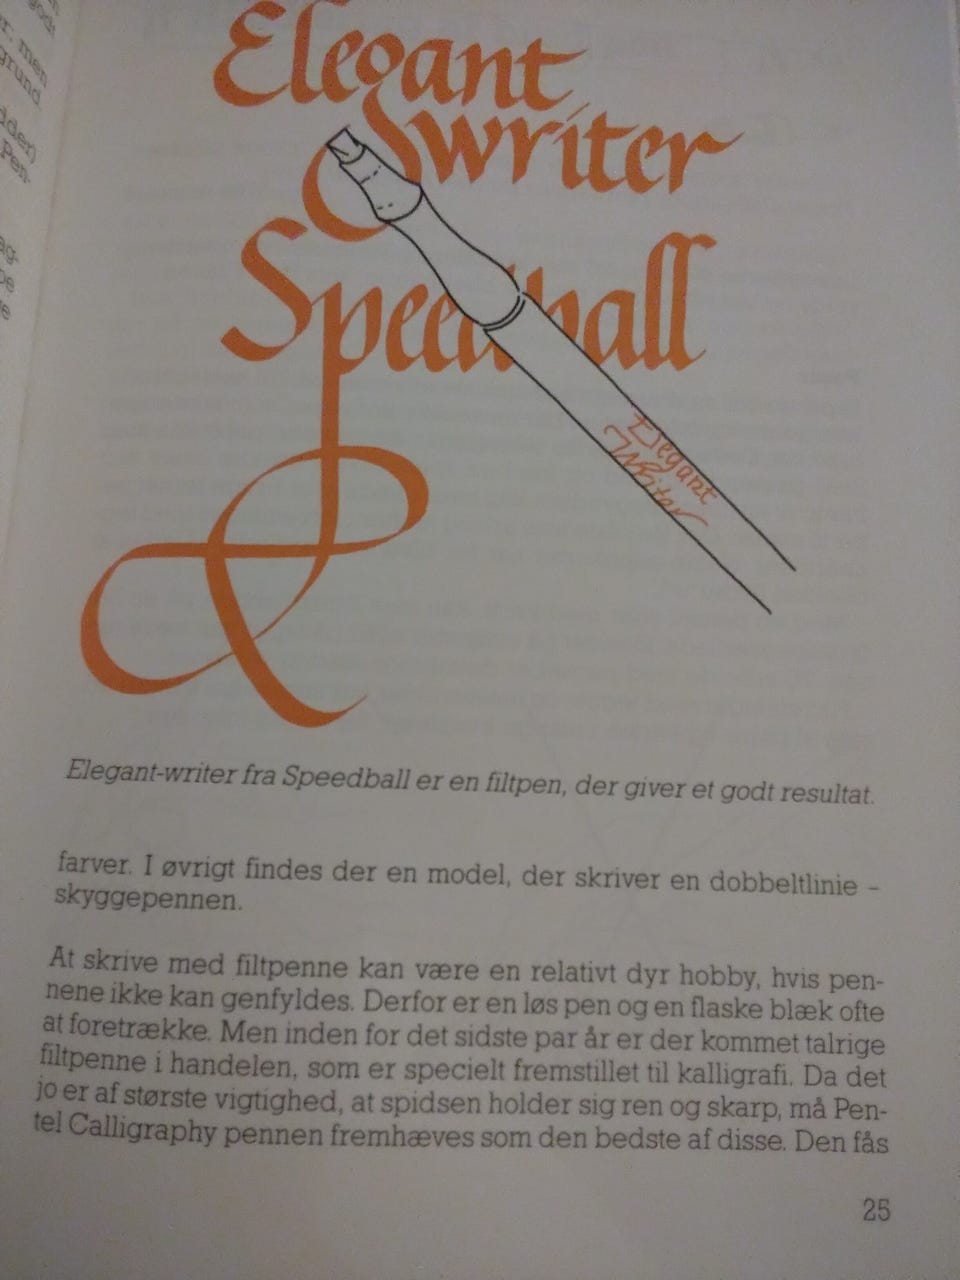 god!
men
grund
Pen-
Elegant
writer
Speedball
Elegant
Writer
Elegant-writer fra Speedball er en filtpen, der giver et godt resultat.
farver. I øvrigt findes der en model, der skriver en dobbeltlinie –
skyggepennen.
At skrive med filtpenne kan være en relativt dyr hobby, hvis pen-
nene ikke kan genfyldes. Derfor er en løs pen og en flaske blæk ofte
at foretrække. Men inden for det sidste par år er der kommet talrige
filtpenne i handelen, som er specielt fremstillet til kalligrafi. Da det
jo er af største vigtighed, at spidsen holder sig ren og skarp, må Pen-
tel Calligraphy pennen fremhæves som den bedste af disse. Den fås
25